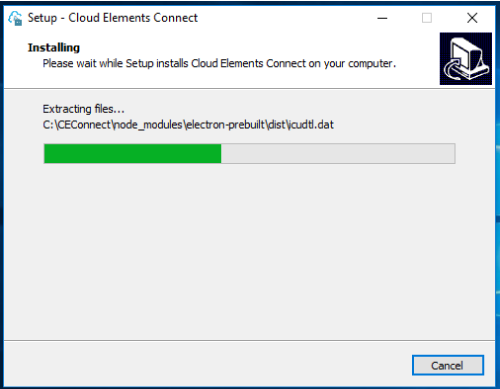 Setup - Cloud Elements Connect
Installing
Please wait while Setup installs Cloud Elements Connect on your computer.
Extracting files...
C:\CEConnect\node_modules\electron-prebuilt\dist\icudtl.dat
Cancel